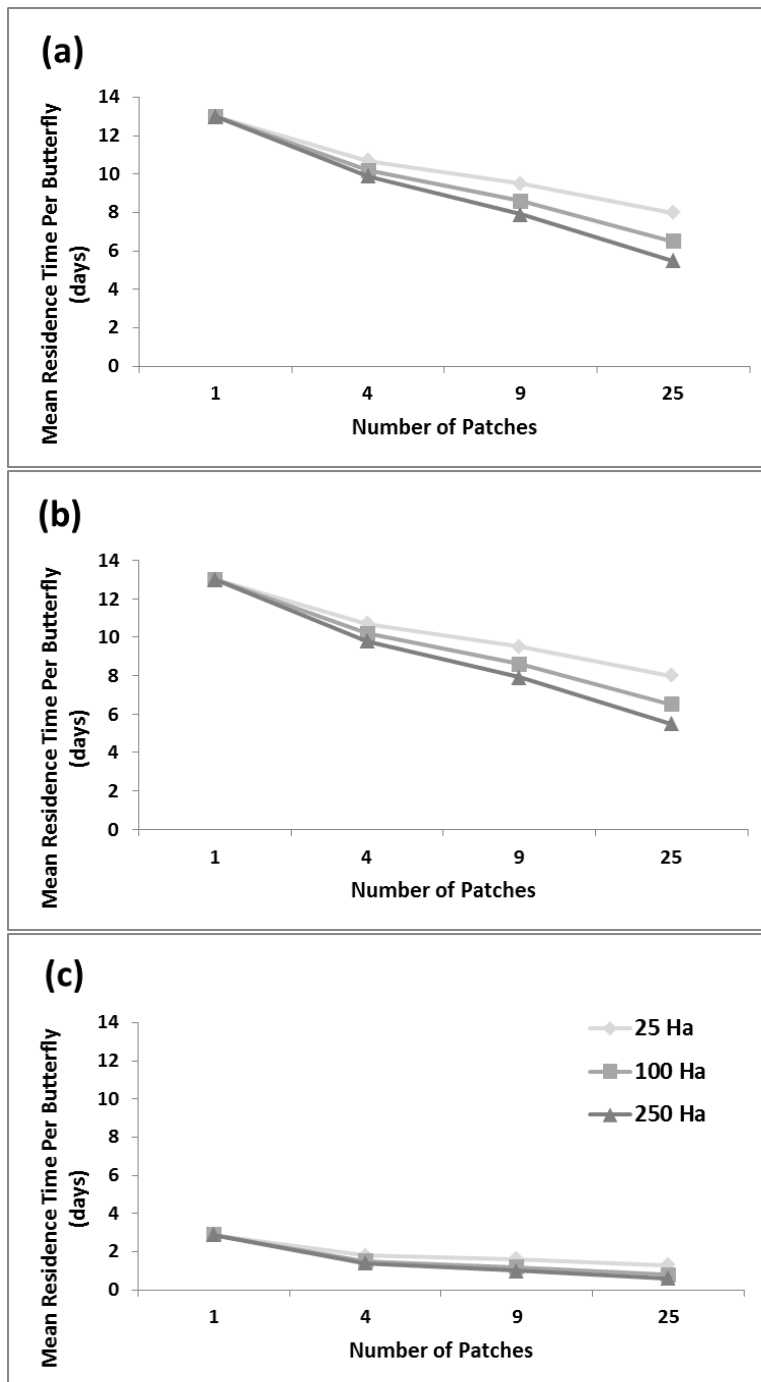 (a)
Mean Residence Time Per Butterfly
(days)
14
12
10
8
6
4
2
0
1 4 9 25
Number of Patches
(b)
Mean Residence Time Per Butterfly
(days)
14
12
10
8
6
4
2
0
1 4 9 25
Number of Patches
(c)
Mean Residence Time Per Butterfly
(days)
14
12
10
8
6
4
2
0
25 Ha
100 Ha
250 Ha
1 4 9 25
Number of Patches